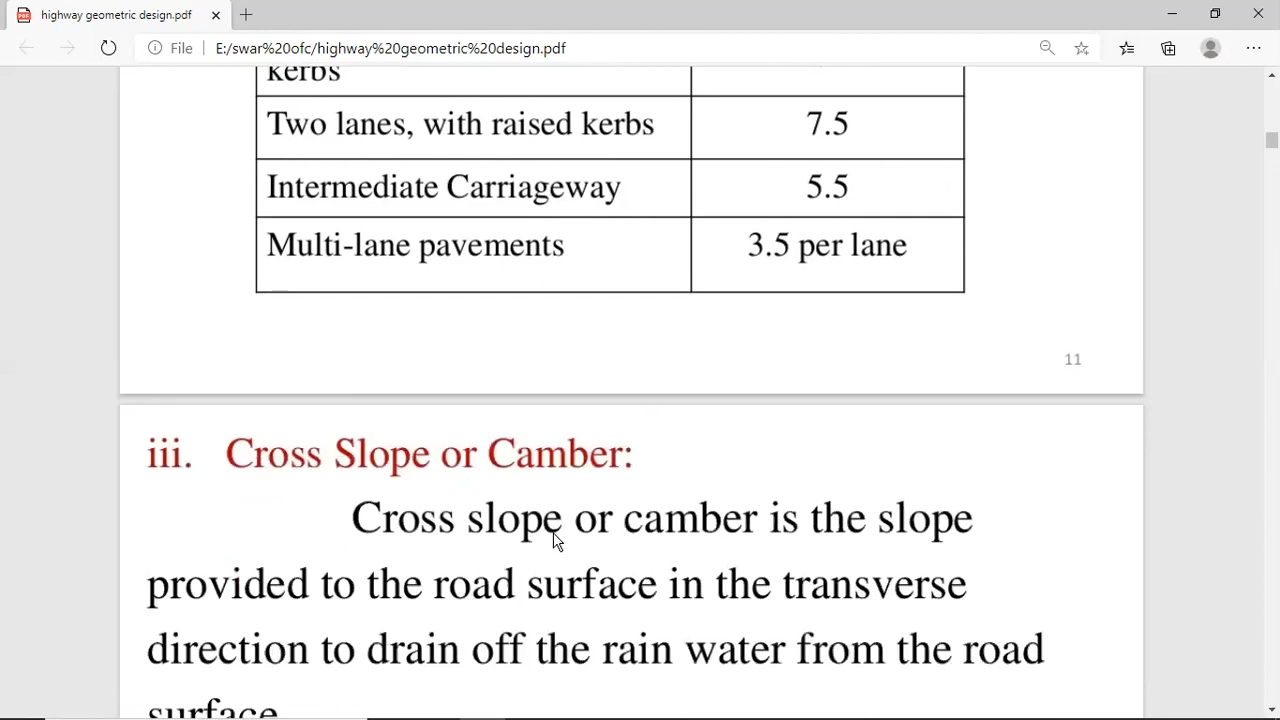 highway geometric design.pdf
File
E:/swar%20ofc/highway%20geometric%20design.pdf
kerbs
Two lanes, with raised kerbs 7.5
Intermediate Carriageway 5.5
Multi-lane pavements 3.5 per lane
11
iii. Cross Slope or Camber:
Cross slope or camber is the slope
provided to the road surface in the transverse
direction to drain off the rain water from the road
surface